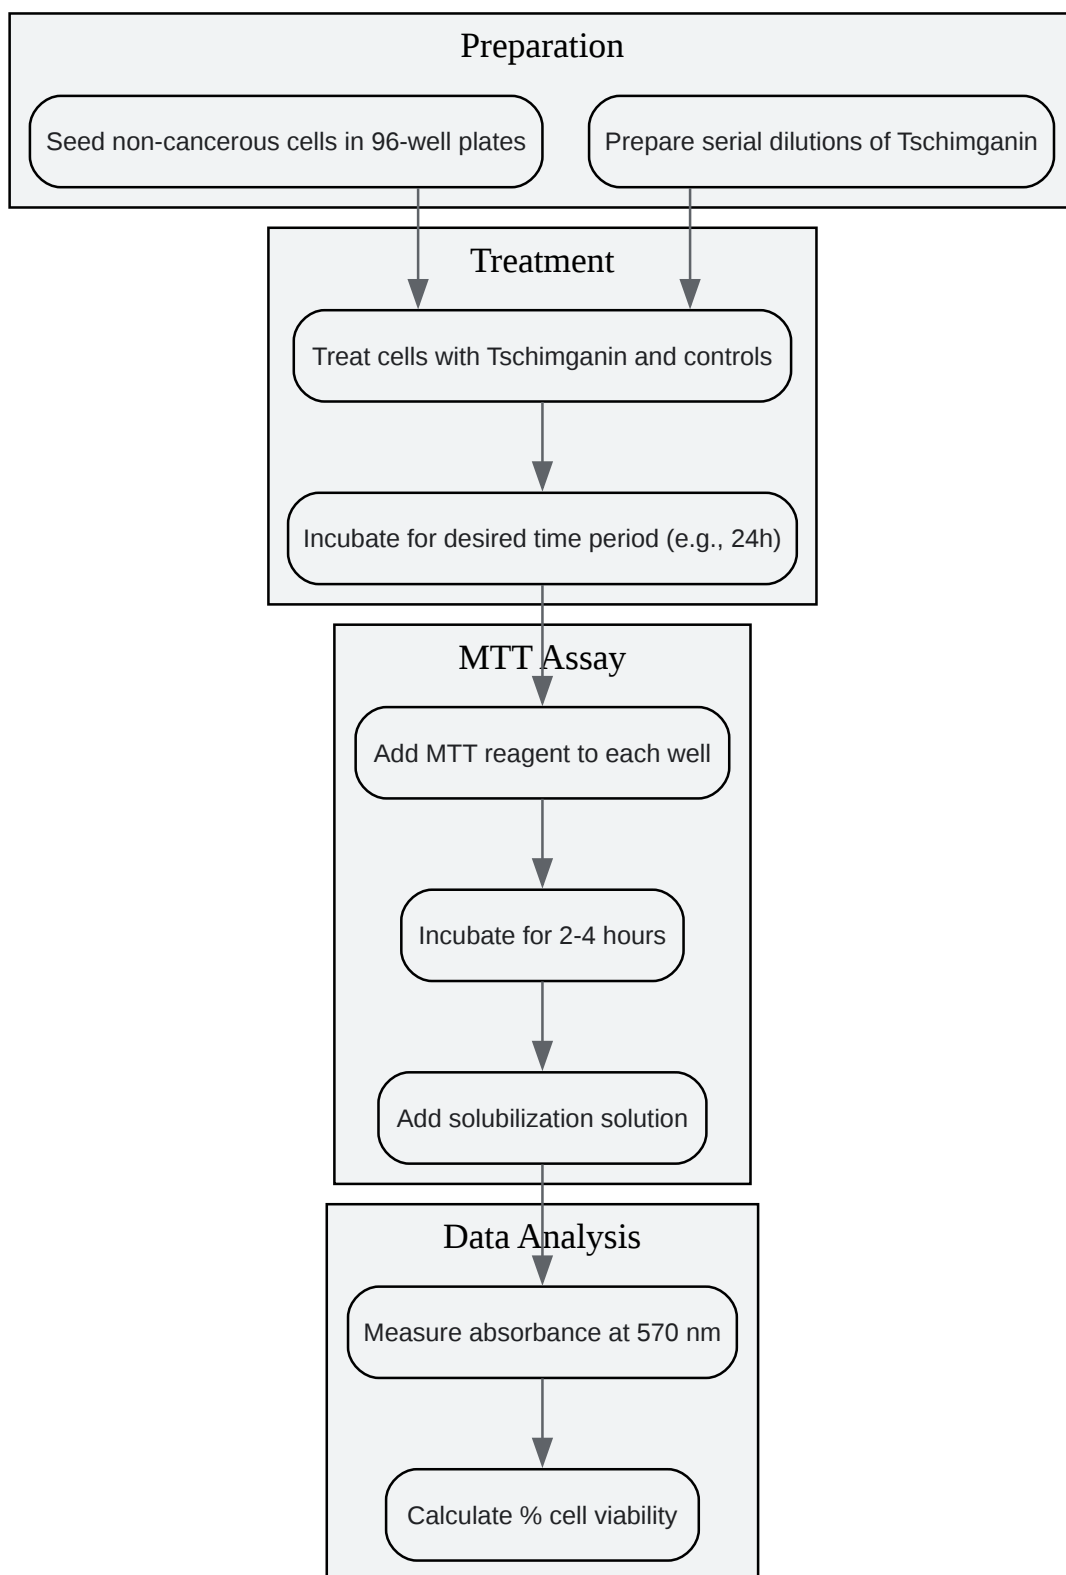 Preparation
Seed non-cancerous cells in 96-well plates
Prepare serial dilutions of Tschimganin
Treatment
Treat cells with Tschimganin and controls
Incubate for desired time period (e.g., 24h)
MTT Assay
Add MTT reagent to each well
Incubate for 2-4 hours
Add solubilization solution
Data Analysis
Measure absorbance at 570 nm
Calculate % cell viability